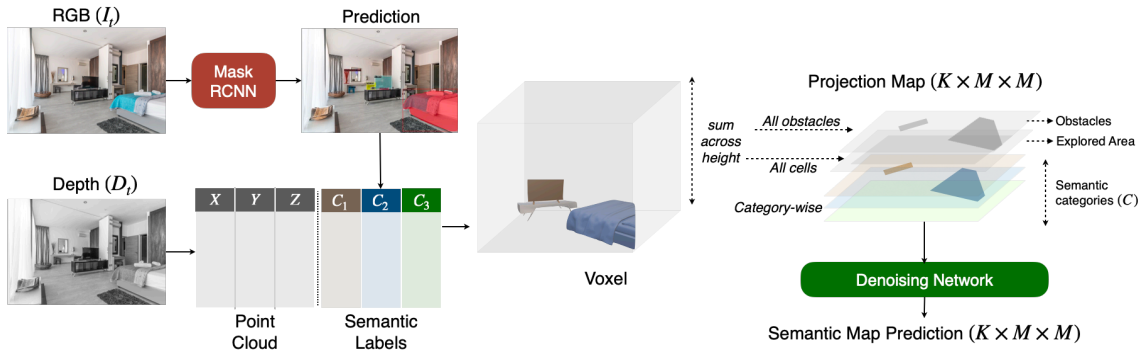 RGB (I_t)
Mask
RCNN
Prediction
Depth (D_t)
X Y Z C_1 C_2 C_3
Point
Cloud
Semantic
Labels
Voxel
sum
across
height
Projection Map (K × M × M)
All obstacles
All cells
Category-wise
Obstacles
Explored Area
Semantic
categories (C)
Denoising Network
Semantic Map Prediction (K × M × M)